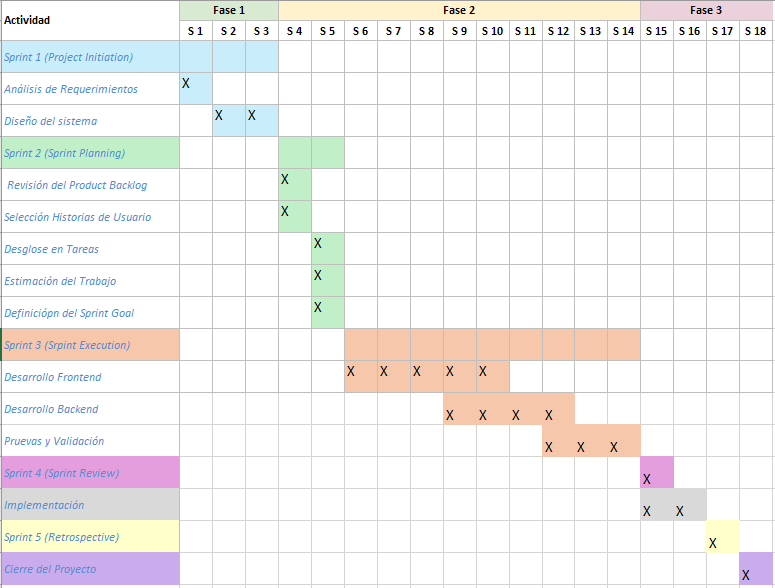 Actividad Fase 1 Fase 2 Fase 3
S 1 S 2 S 3 S 4 S 5 S 6 S 7 S 8 S 9 S 10 S 11 S 12 S 13 S 14 S 15 S 16 S 17 S 18
Sprint 1 (Project Initiation)
Análisis de Requerimientos X
Diseño del sistema X X
Sprint 2 (Sprint Planning)
Revisión del Product Backlog X
Selección Historias de Usuario X
Desglose en Tareas X
Estimación del Trabajo X
Definiciópn del Sprint Goal X
Sprint 3 (Srpint Execution)
Desarrollo Frontend X X X X X
Desarrollo Backend X X X X
Pruevas y Validación X X X
Sprint 4 (Sprint Review) X
Implementación X X
Sprint 5 (Retrospective) X
Cierre del Proyecto X